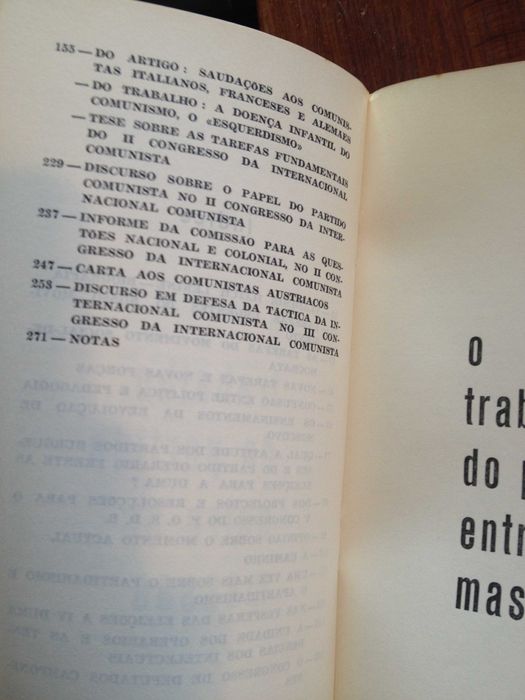 155 — DO ARTIGO: SAUDAÇÕES AOS COMUNIS-
TAS ITALIANOS, FRANCESES E ALEMAES
— DO TRABALHO: A DOENÇA INFANTIL DO
COMUNISMO, O «ESQUERDISMO»
— TESE SOBRE AS TAREFAS FUNDAMENTAIS
DO II CONGRESSO DA INTERNACIONAL
COMUNISTA
229 — DISCURSO SOBRE O PAPEL DO PARTIDO
COMUNISTA NO II CONGRESSO DA INTER-
NACIONAL COMUNISTA
237 — INFORME DA COMISSÃO PARA AS QUES-
TÕES NACIONAL E COLONIAL, NO II CON-
GRESSO DA INTERNACIONAL COMUNISTA
247 — CARTA AOS COMUNISTAS AUSTRIACOS
253 — DISCURSO EM DEFESA DA TACTICA DA IN-
TERNACIONAL COMUNISTA NO III CON-
GRESSO DA INTERNACIONAL COMUNISTA
271 — NOTAS
o
trab
do p
entr
mas